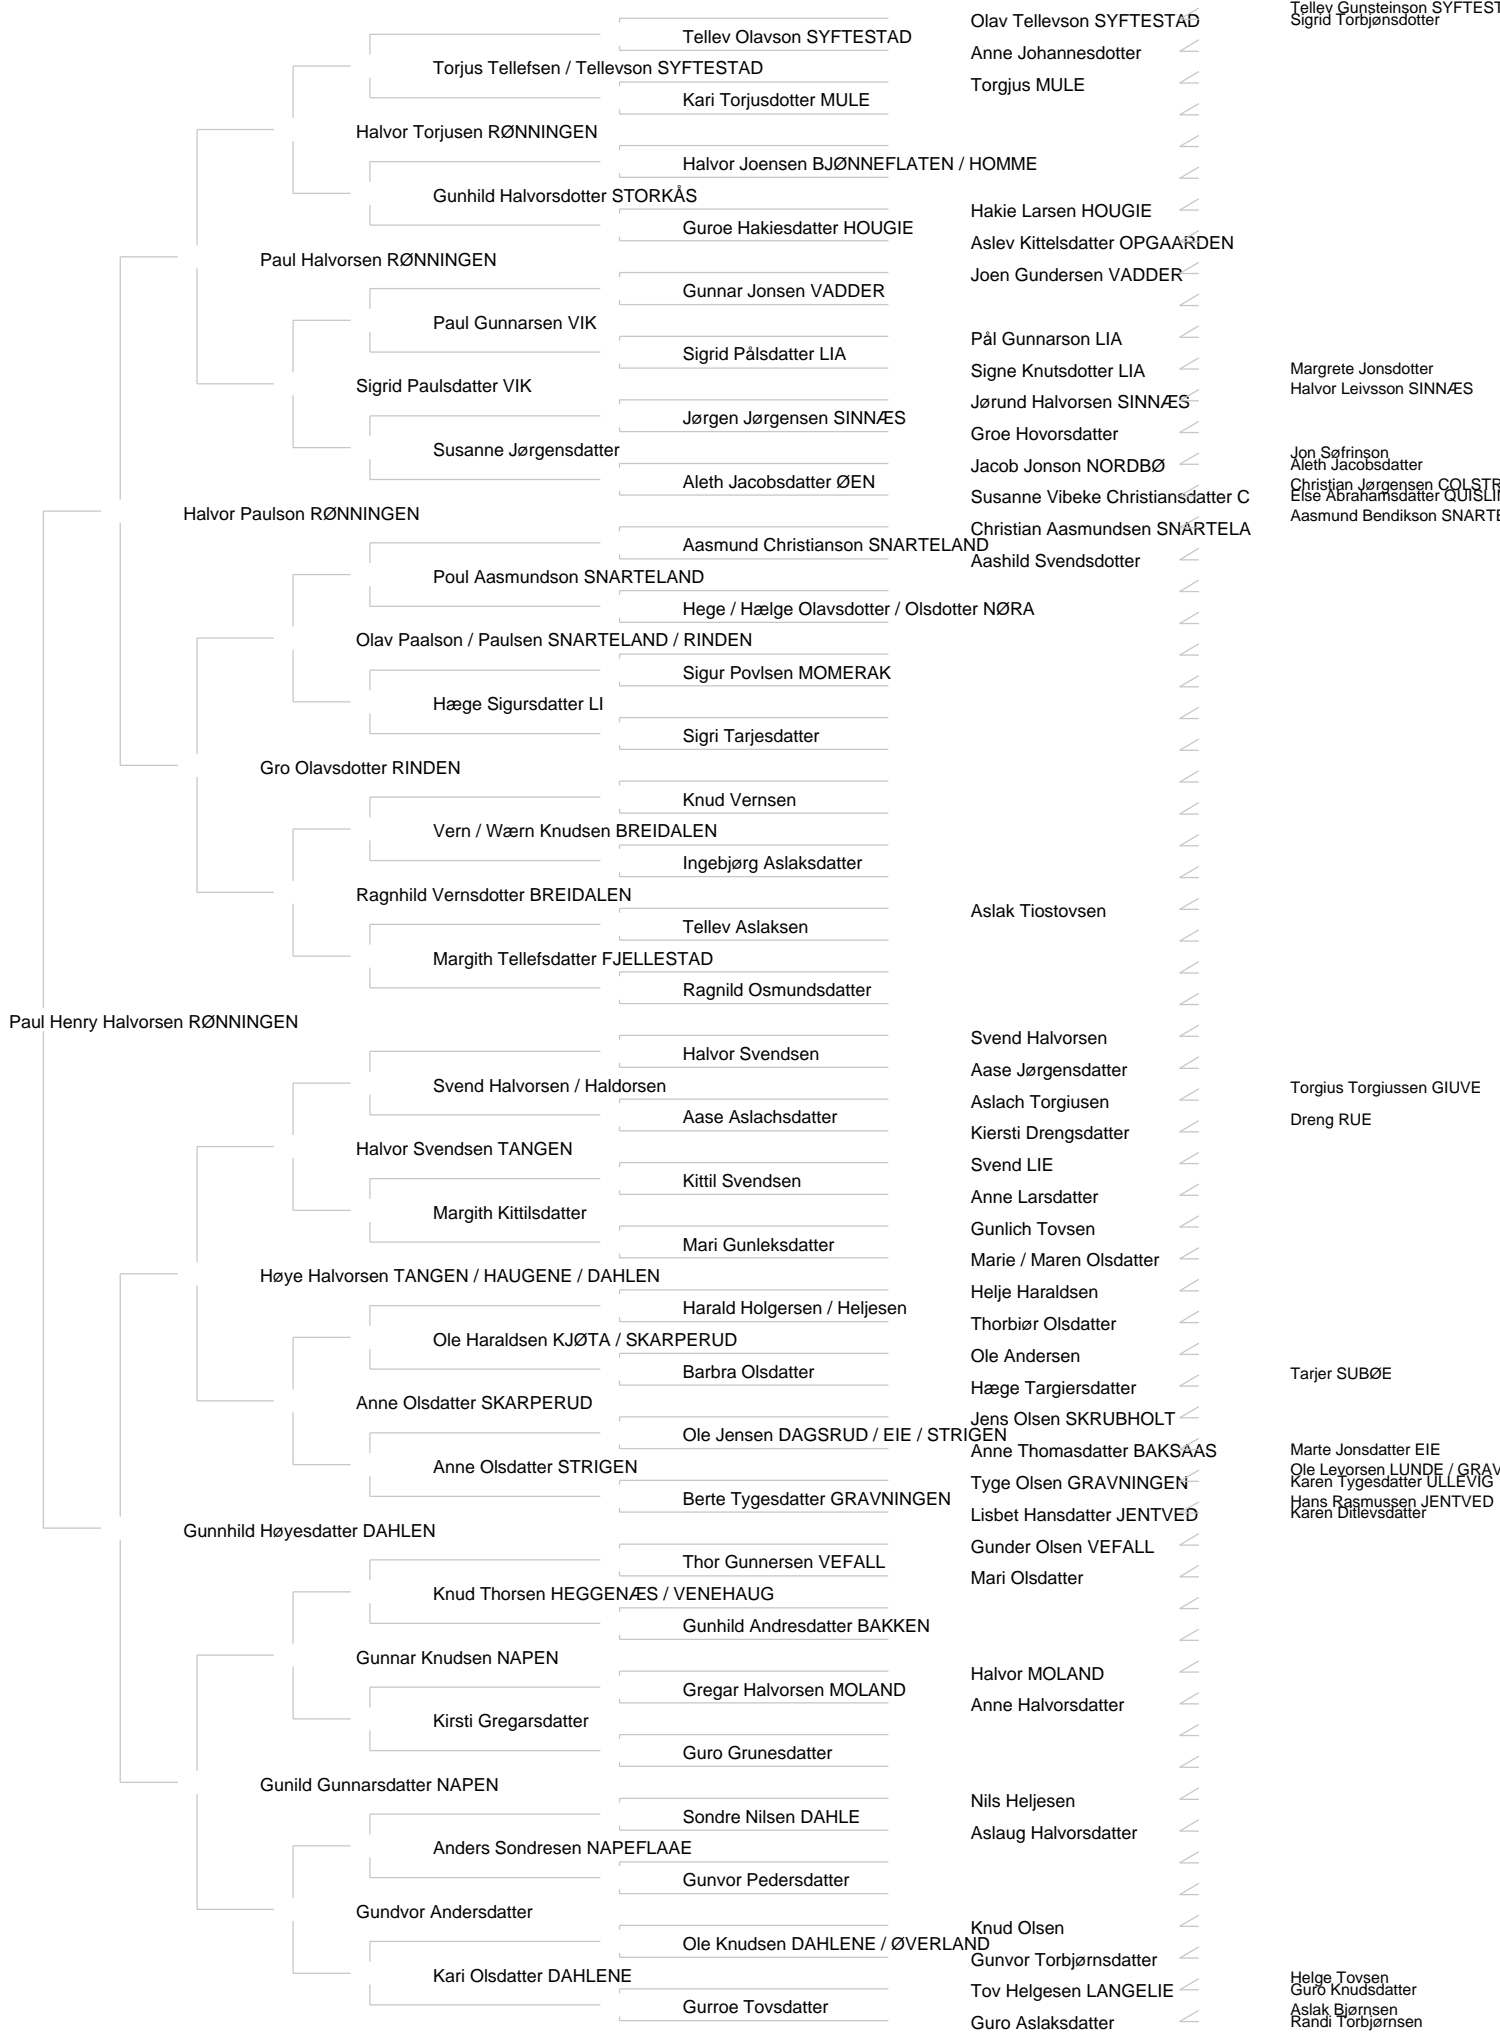 Tellev Gunsteinson SYFTEST
Olav Tellevson SYFTESTAD
Sigrid Torbjønsdotter
Tellev Olavson SYFTESTAD
Anne Johannesdotter
Torjus Tellefsen / Tellevson SYFTESTAD
Torgjus MULE
Kari Torjusdotter MULE
Halvor Torjusen RØNNINGEN
Halvor Joensen BJØNNEFLATEN / HOMME
Gunhild Halvorsdotter STORKÅS
Hakie Larsen HOUGIE
Guroe Hakiesdatter HOUGIE
Aslev Kittelsdatter OPGAARDEN
Paul Halvorsen RØNNINGEN
Joen Gundersen VADDER
Gunnar Jonsen VADDER
Paul Gunnarsen VIK
Pål Gunnarson LIA
Sigrid Pålsdatter LIA
Signe Knutsdotter LIA
Margrete Jonsdotter
Sigrid Paulsdatter VIK
Halvor Leivsson SINNÆS
Jørund Halvorsen SINNÆS
Jørgen Jørgensen SINNÆS
Groe Hovorsdatter
Susanne Jørgensdatter
Jon Søfrinson
Jacob Jonson NORDBØ
Aleth Jacobsdatter
Aleth Jacobsdatter ØEN
Christian Jørgensen COLSTR
Susanne Vibeke Christiansdatter C
Else Abrahamsdatter QUISLIN
Halvor Paulson RØNNINGEN
Aasmund Bendikson SNARTE
Christian Aasmundsen SNARTELA
Aasmund Christianson SNARTELAND
Aashild Svendsdotter
Poul Aasmundson SNARTELAND
Hege / Hælge Olavsdotter / Olsdotter NØRA
Olav Paalson / Paulsen SNARTELAND / RINDEN
Sigur Povlsen MOMERAK
Hæge Sigursdatter LI
Sigri Tarjesdatter
Gro Olavsdotter RINDEN
Knud Vernsen
Vern / Wærn Knudsen BREIDALEN
Ingebjørg Aslaksdatter
Ragnhild Vernsdotter BREIDALEN
Aslak Tiostovsen
Tellev Aslaksen
Margith Tellefsdatter FJELLESTAD
Ragnild Osmundsdatter
Paul Henry Halvorsen RØNNINGEN
Svend Halvorsen
Halvor Svendsen
Aase Jørgensdatter
Svend Halvorsen / Haldorsen
Torgius Torgiussen GIUVE
Aslach Torgiusen
Aase Aslachsdatter
Dreng RUE
Kiersti Drengsdatter
Halvor Svendsen TANGEN
Svend LIE
Kittil Svendsen
Anne Larsdatter
Margith Kittilsdatter
Gunlich Tovsen
Mari Gunleksdatter
Marie / Maren Olsdatter
Høye Halvorsen TANGEN / HAUGENE / DAHLEN
Helje Haraldsen
Harald Holgersen / Heljesen
Thorbiør Olsdatter
Ole Haraldsen KJØTA / SKARPERUD
Ole Andersen
Barbra Olsdatter
Tarjer SUBØE
Hæge Targiersdatter
Anne Olsdatter SKARPERUD
Jens Olsen SKRUBHOLT
Ole Jensen DAGSRUD / EIE / STRIGEN
Anne Thomasdatter BAKSAAS
Marte Jonsdatter EIE
Anne Olsdatter STRIGEN
Ole Levorsen LUNDE / GRAV
Tyge Olsen GRAVNINGEN
Karen Tygesdatter ULLEVIG
Berte Tygesdatter GRAVNINGEN
Hans Rasmussen JENTVED
Lisbet Hansdatter JENTVED
Karen Ditlevsdatter
Gunnhild Høyesdatter DAHLEN
Gunder Olsen VEFALL
Thor Gunnersen VEFALL
Mari Olsdatter
Knud Thorsen HEGGENÆS / VENEHAUG
Gunhild Andresdatter BAKKEN
Gunnar Knudsen NAPEN
Halvor MOLAND
Gregar Halvorsen MOLAND
Anne Halvorsdatter
Kirsti Gregarsdatter
Guro Grunesdatter
Gunild Gunnarsdatter NAPEN
Nils Heljesen
Sondre Nilsen DAHLE
Aslaug Halvorsdatter
Anders Sondresen NAPEFLAAE
Gunvor Pedersdatter
Gundvor Andersdatter
Knud Olsen
Ole Knudsen DAHLENE / ØVERLAND
Gunvor Torbjørnsdatter
Kari Olsdatter DAHLENE
Helge Tovsen
Tov Helgesen LANGELIE
Guro Knudsdatter
Gurroe Tovsdatter
Aslak Bjørnsen
Guro Aslaksdatter
Randi Torbjørnsen